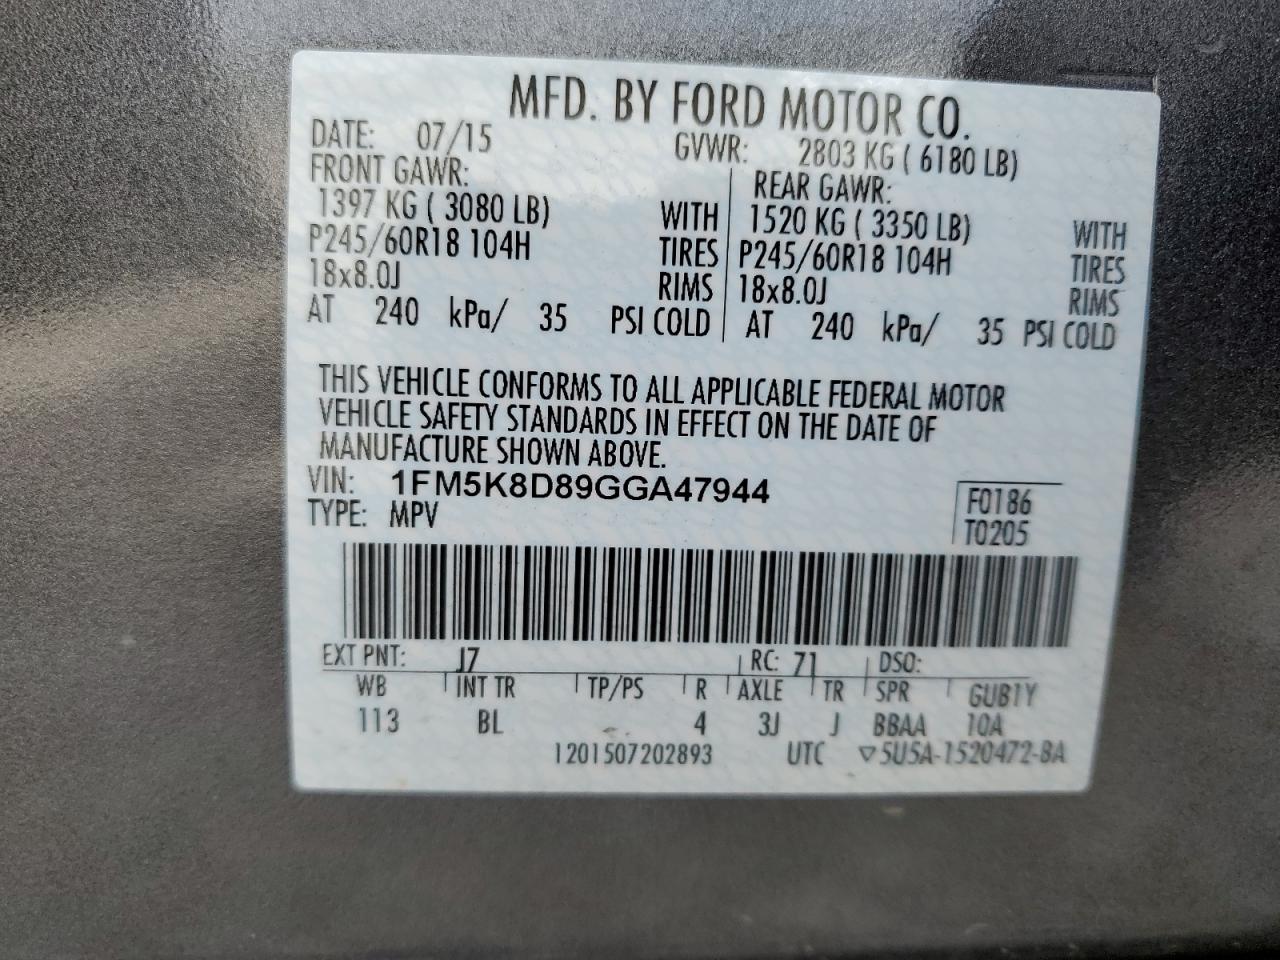 MFD. BY FORD MOTOR CO.
DATE: 07/15 GVWR: 2803 KG ( 6180 LB)
FRONT GAWR: REAR GAWR:
1397 KG ( 3080 LB) WITH 1520 KG ( 3350 LB) WITH
P245/60R18 104H TIRES P245/60R18 104H TIRES
18x8.0J RIMS 18x8.0J RIMS
AT 240 kPa/ 35 PSI COLD AT 240 kPa/ 35 PSI COLD
THIS VEHICLE CONFORMS TO ALL APPLICABLE FEDERAL MOTOR
VEHICLE SAFETY STANDARDS IN EFFECT ON THE DATE OF
MANUFACTURE SHOWN ABOVE.
VIN: 1FM5K8D89GGA47944
TYPE: MPV
F0186
T0205
EXT PNT: J7 RC: 71 DSO:
WB INT TR TP/PS R AXLE TR SPR GUB1Y
113 BL 4 3J J BBAA 10A
1201507202893 UTC ▽5U5A-1520472-BA